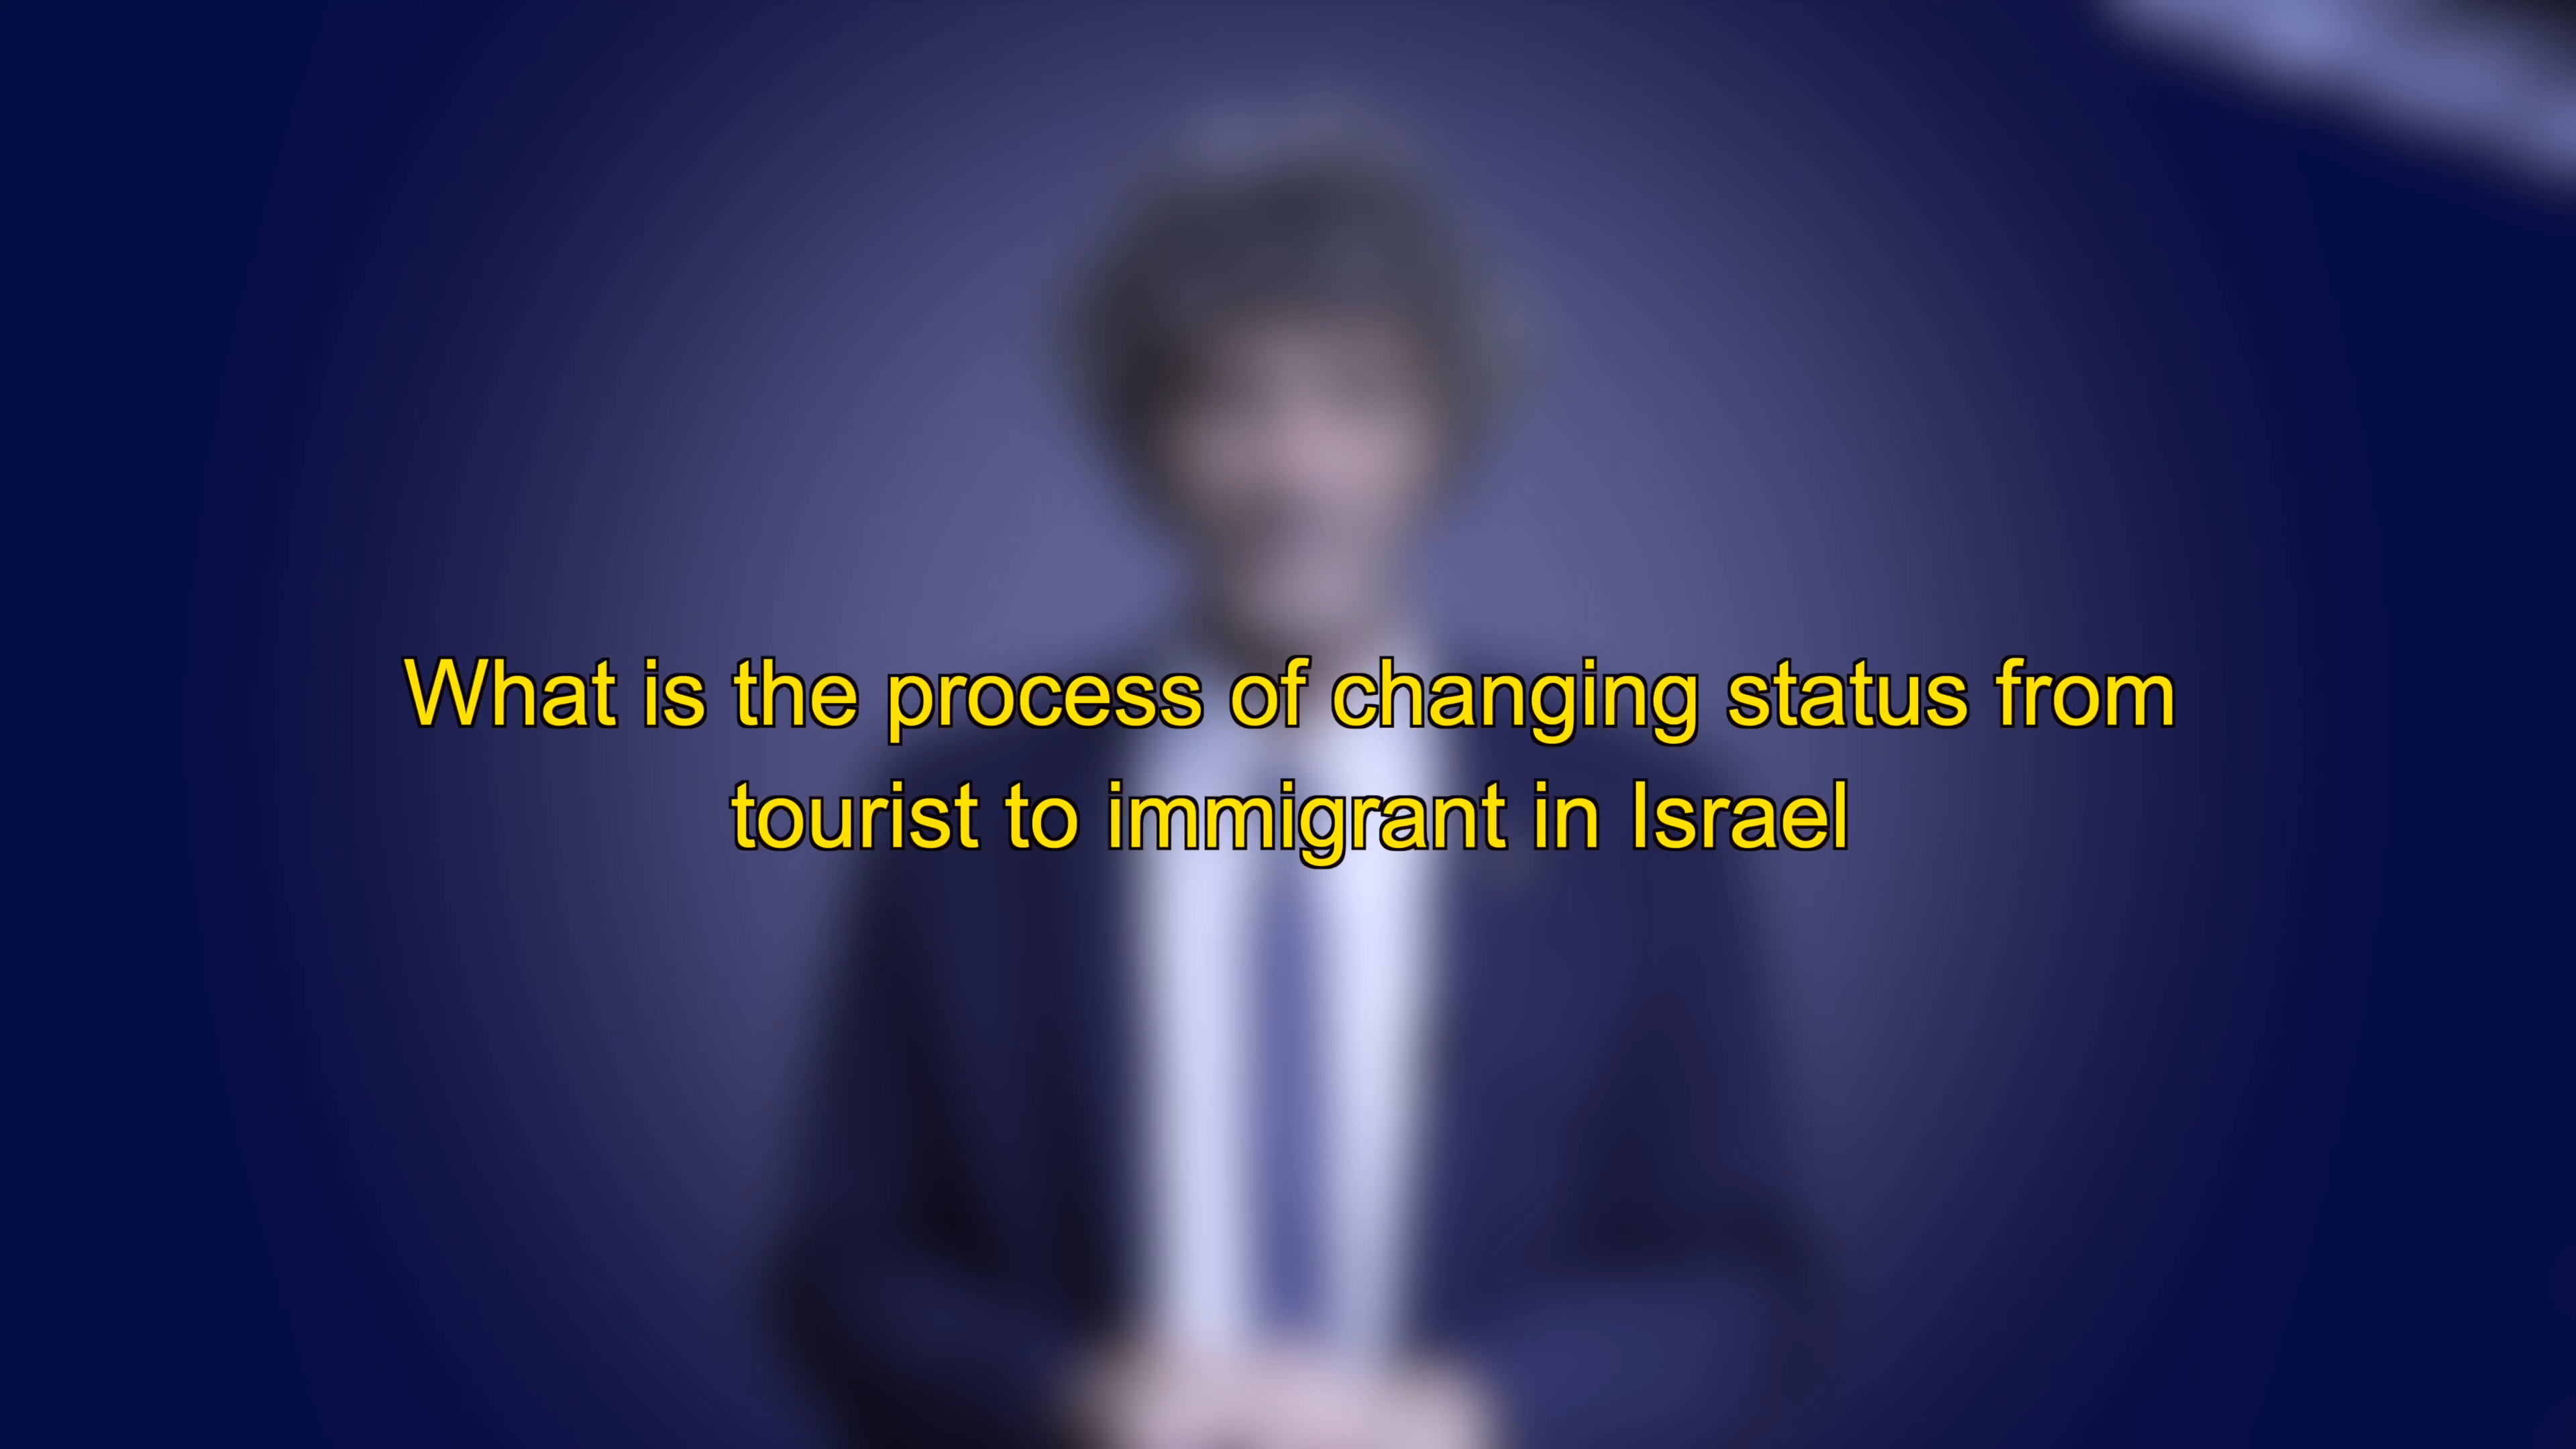 What is the process of changing status from
tourist to immigrant in Israel